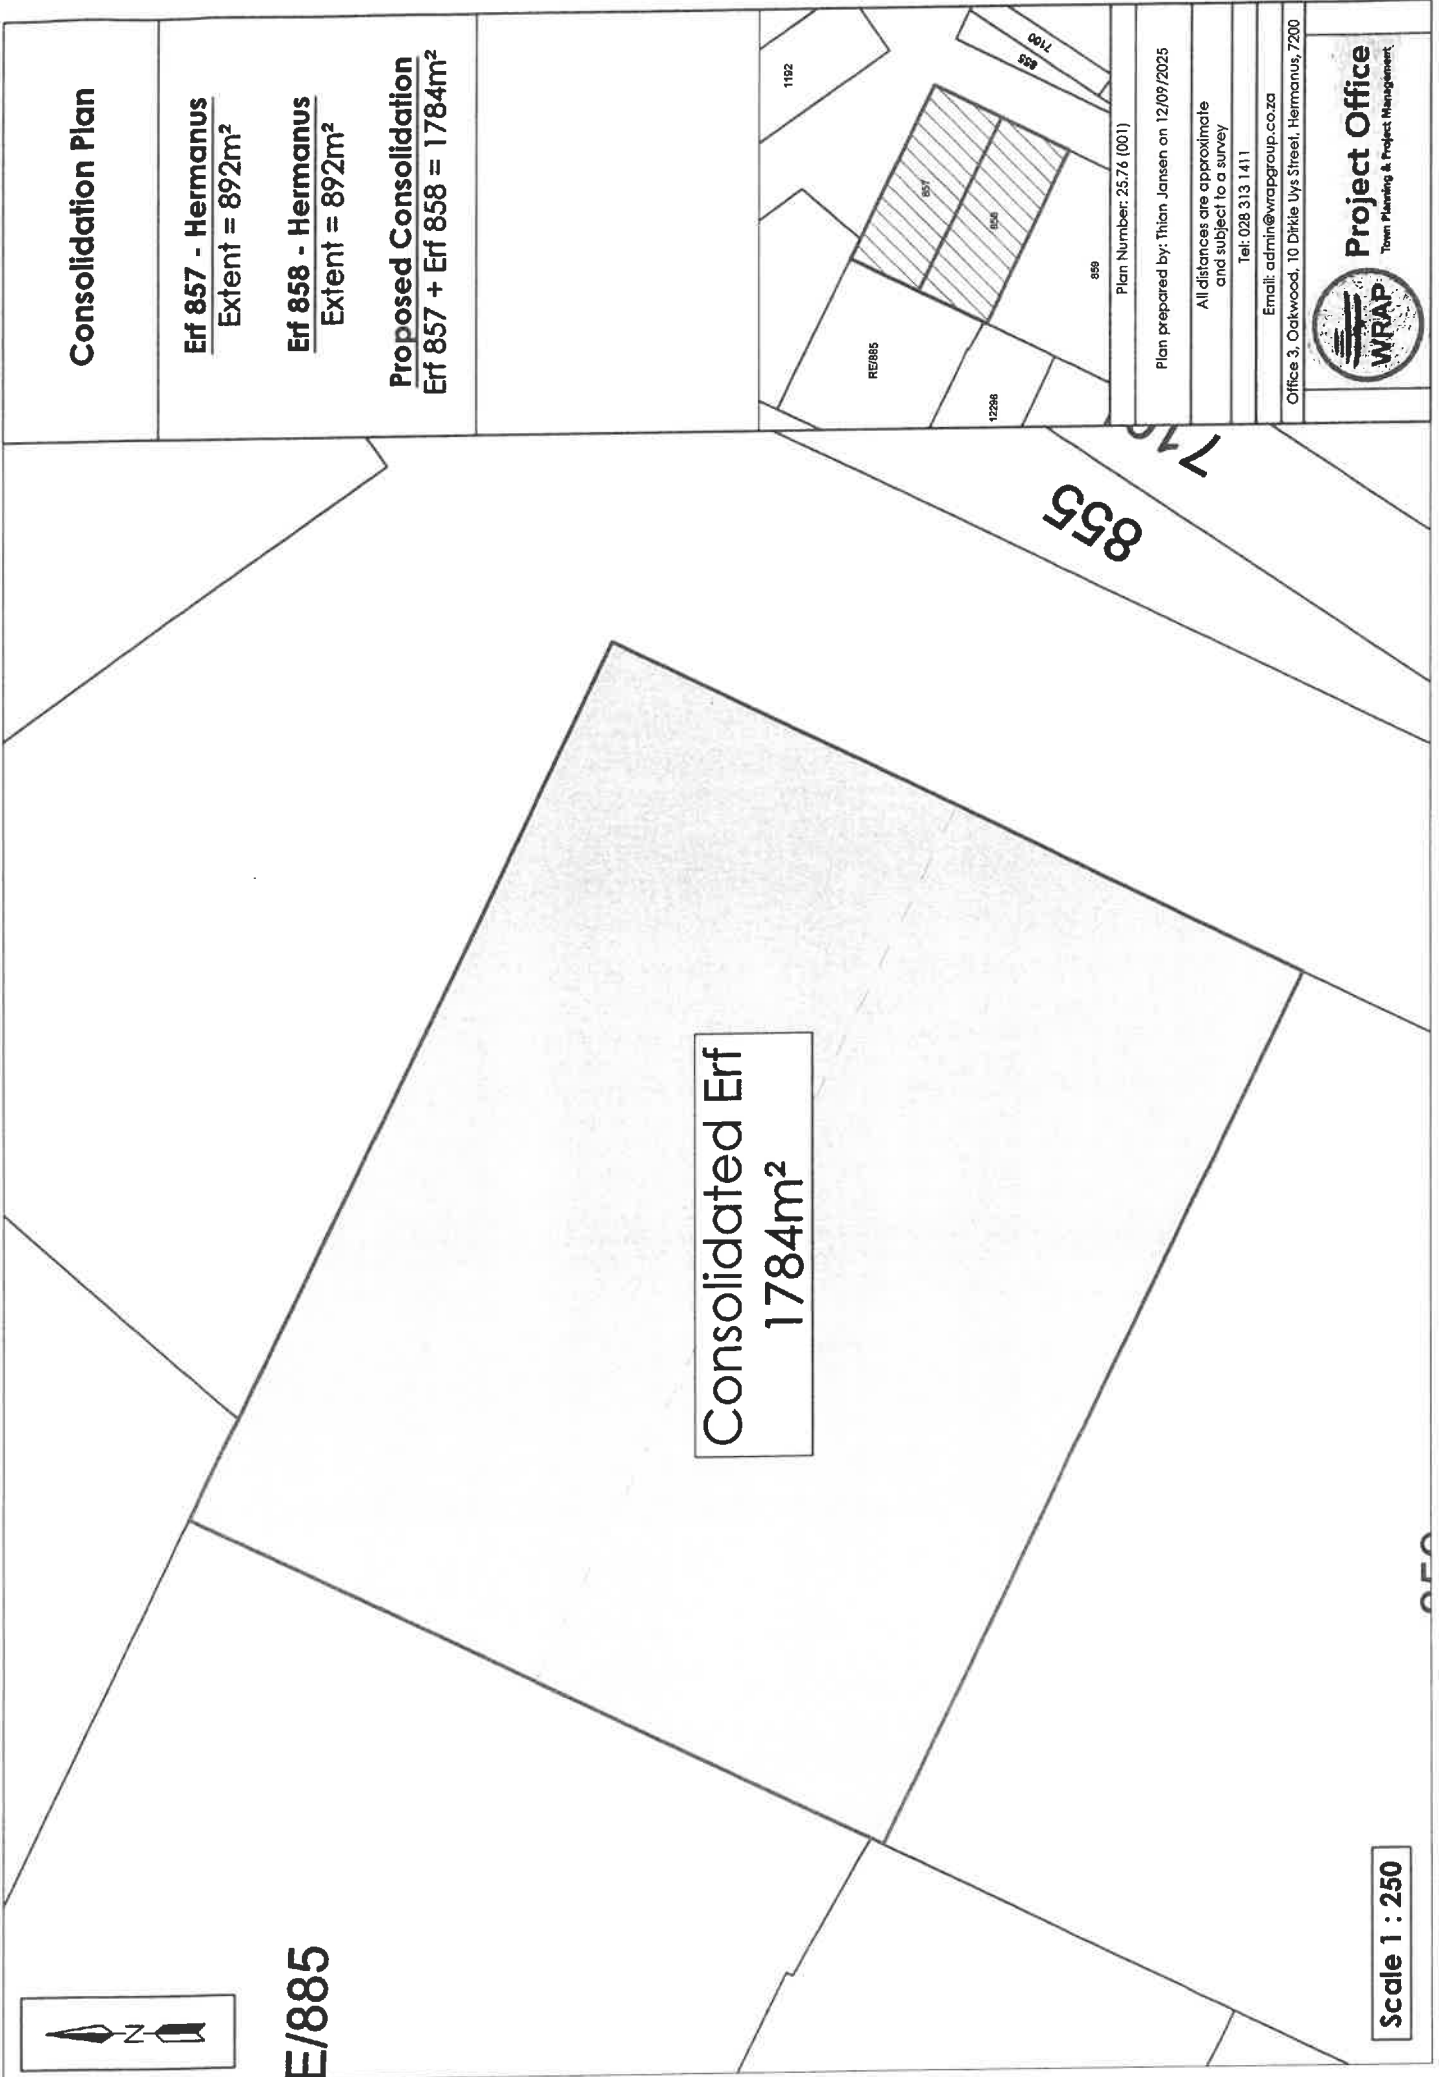 Consolidation Plan
Erf 857 - Hermanus
Extent = 892m²
Erf 858 - Hermanus
Extent = 892m²
Proposed Consolidation
Erf 857 + Erf 858 = 1784m²
1192
7100
855
857
858
859
RE/885
12298
Plan Number: 25.76 (001)
Plan prepared by: Thian Jansen on 12/09/2025
All distances are approximate
and subject to a survey
Tel: 028 313 1411
Email: admin@wrapgroup.co.za
Office 3, Oakwood, 10 Dirkie Uys Street, Hermanus, 7200
WRAP
Project Office
Town Planning & Project Management
N
E/885
Consolidated Erf
1784m²
855
Scale 1 : 250